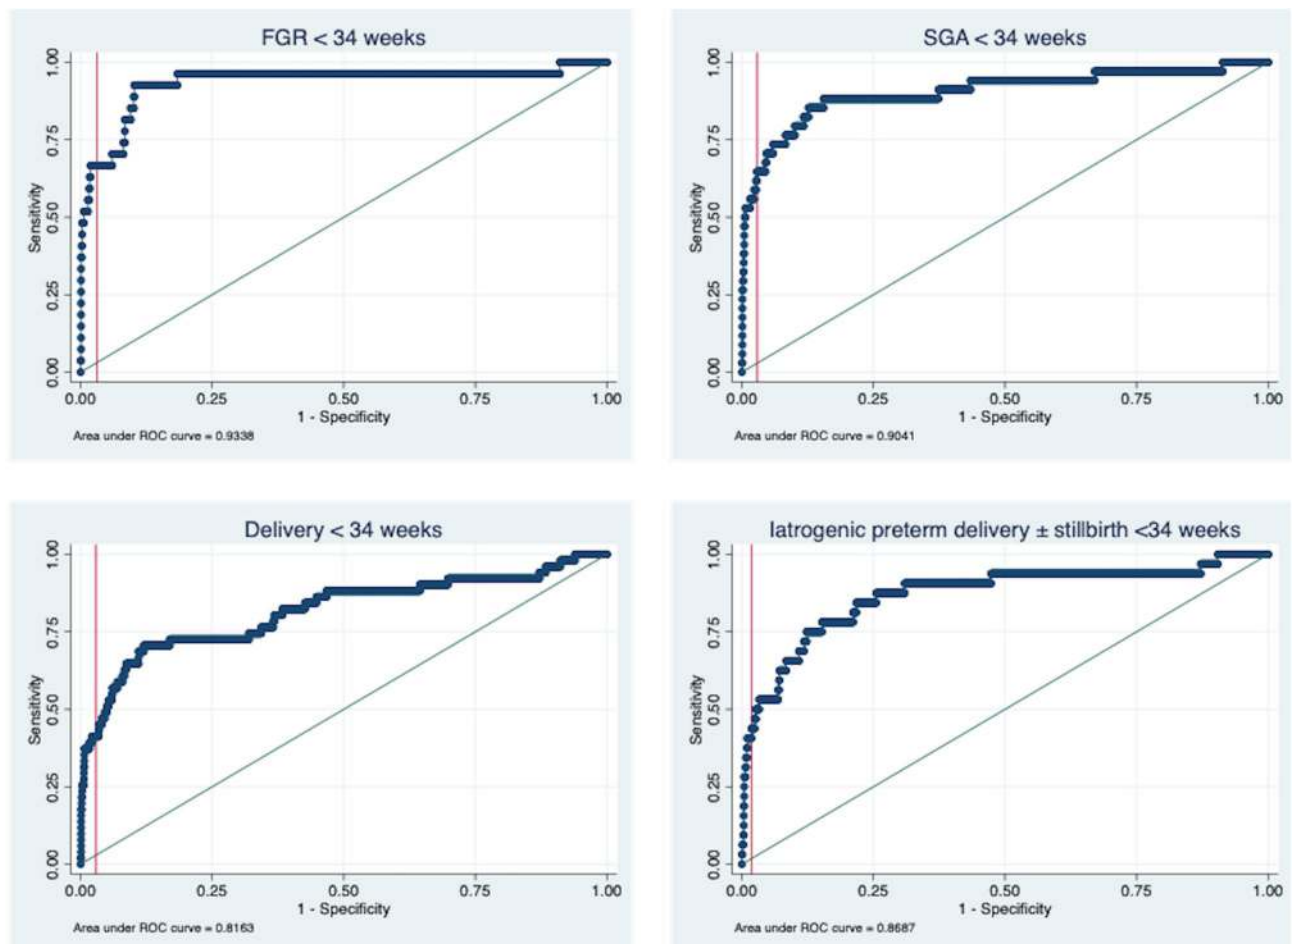 FGR < 34 weeks
1.00
0.75
0.50
0.25
0.00
Sensitivity
0.00 0.25 0.50 0.75 1.00
1 - Specificity
Area under ROC curve = 0.9338
SGA < 34 weeks
1.00
0.75
0.50
0.25
0.00
Sensitivity
0.00 0.25 0.50 0.75 1.00
1 - Specificity
Area under ROC curve = 0.9041
Delivery < 34 weeks
1.00
0.75
0.50
0.25
0.00
Sensitivity
0.00 0.25 0.50 0.75 1.00
1 - Specificity
Area under ROC curve = 0.8163
Iatrogenic preterm delivery ± stillbirth <34 weeks
1.00
0.75
0.50
0.25
0.00
Sensitivity
0.00 0.25 0.50 0.75 1.00
1 - Specificity
Area under ROC curve = 0.8687